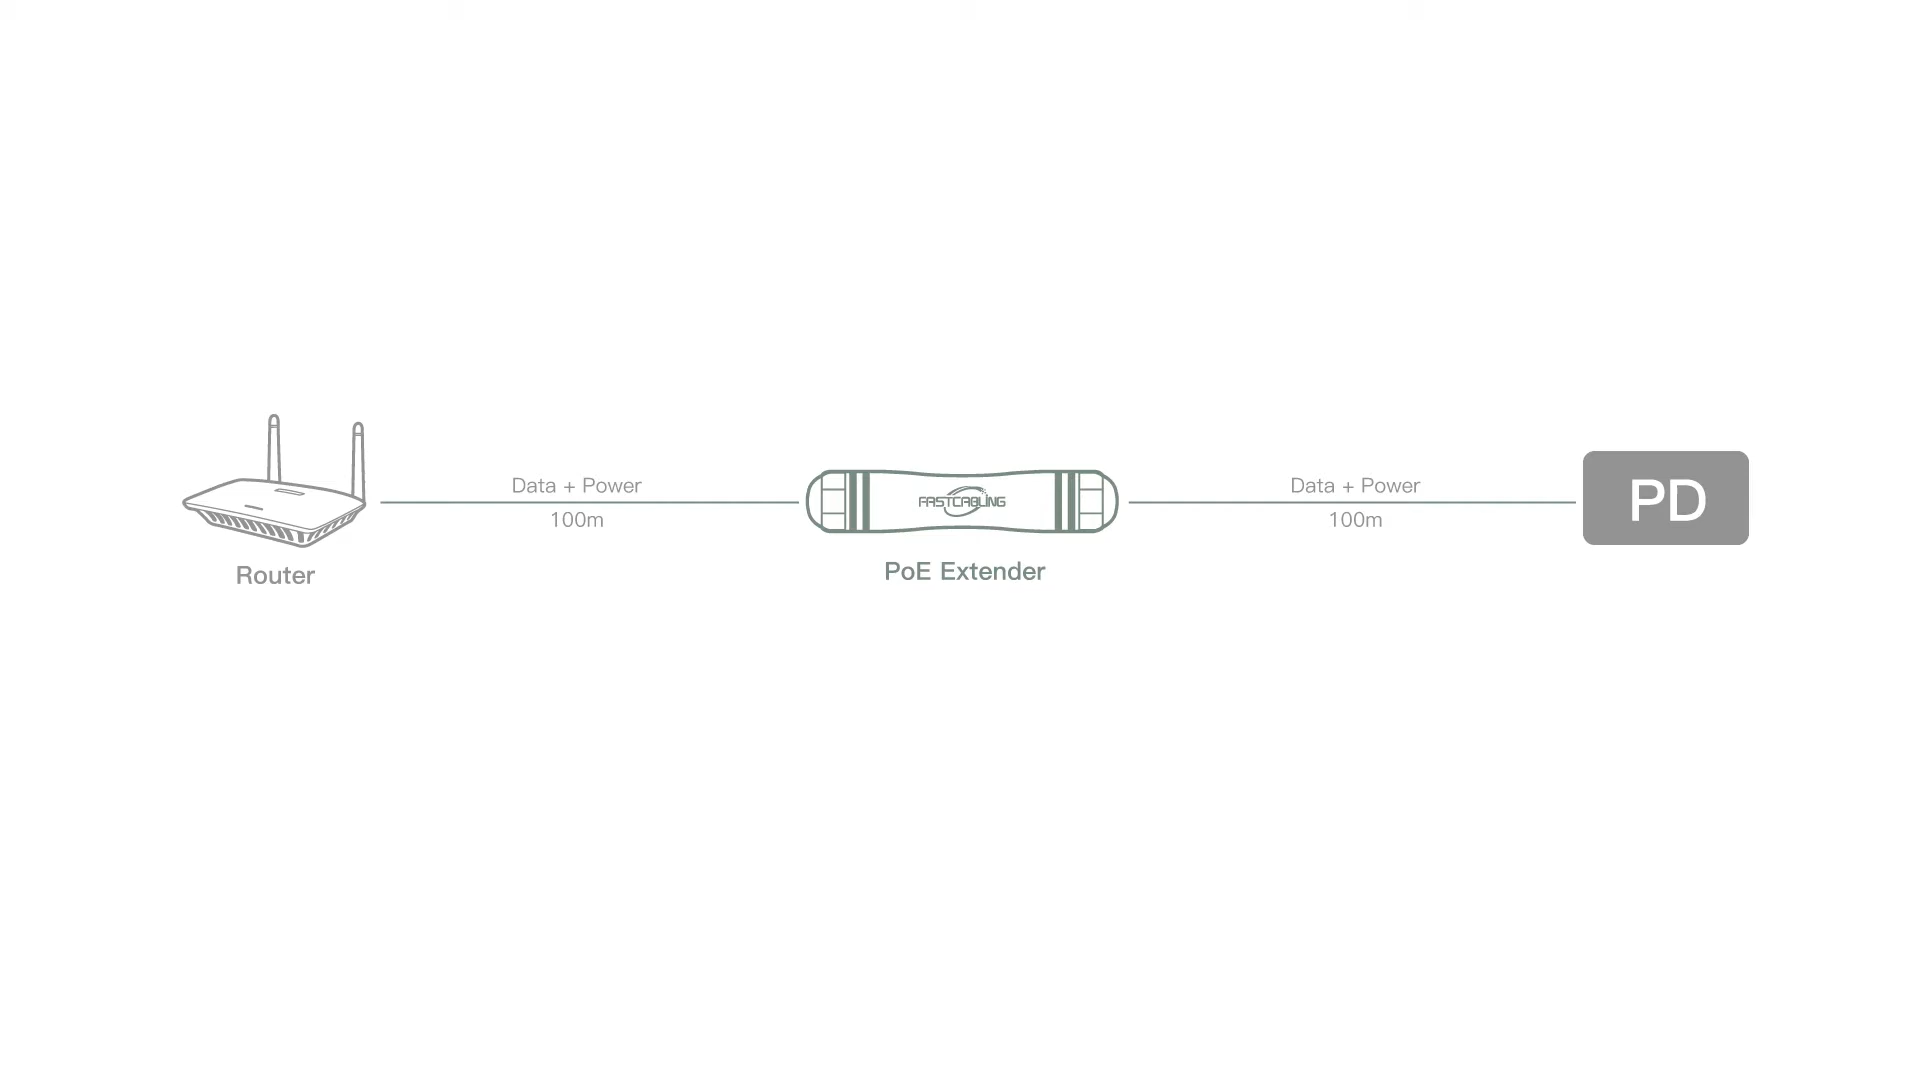 Data + Power
100m
FASTCABLING
Data + Power
100m
PD
Router
PoE Extender